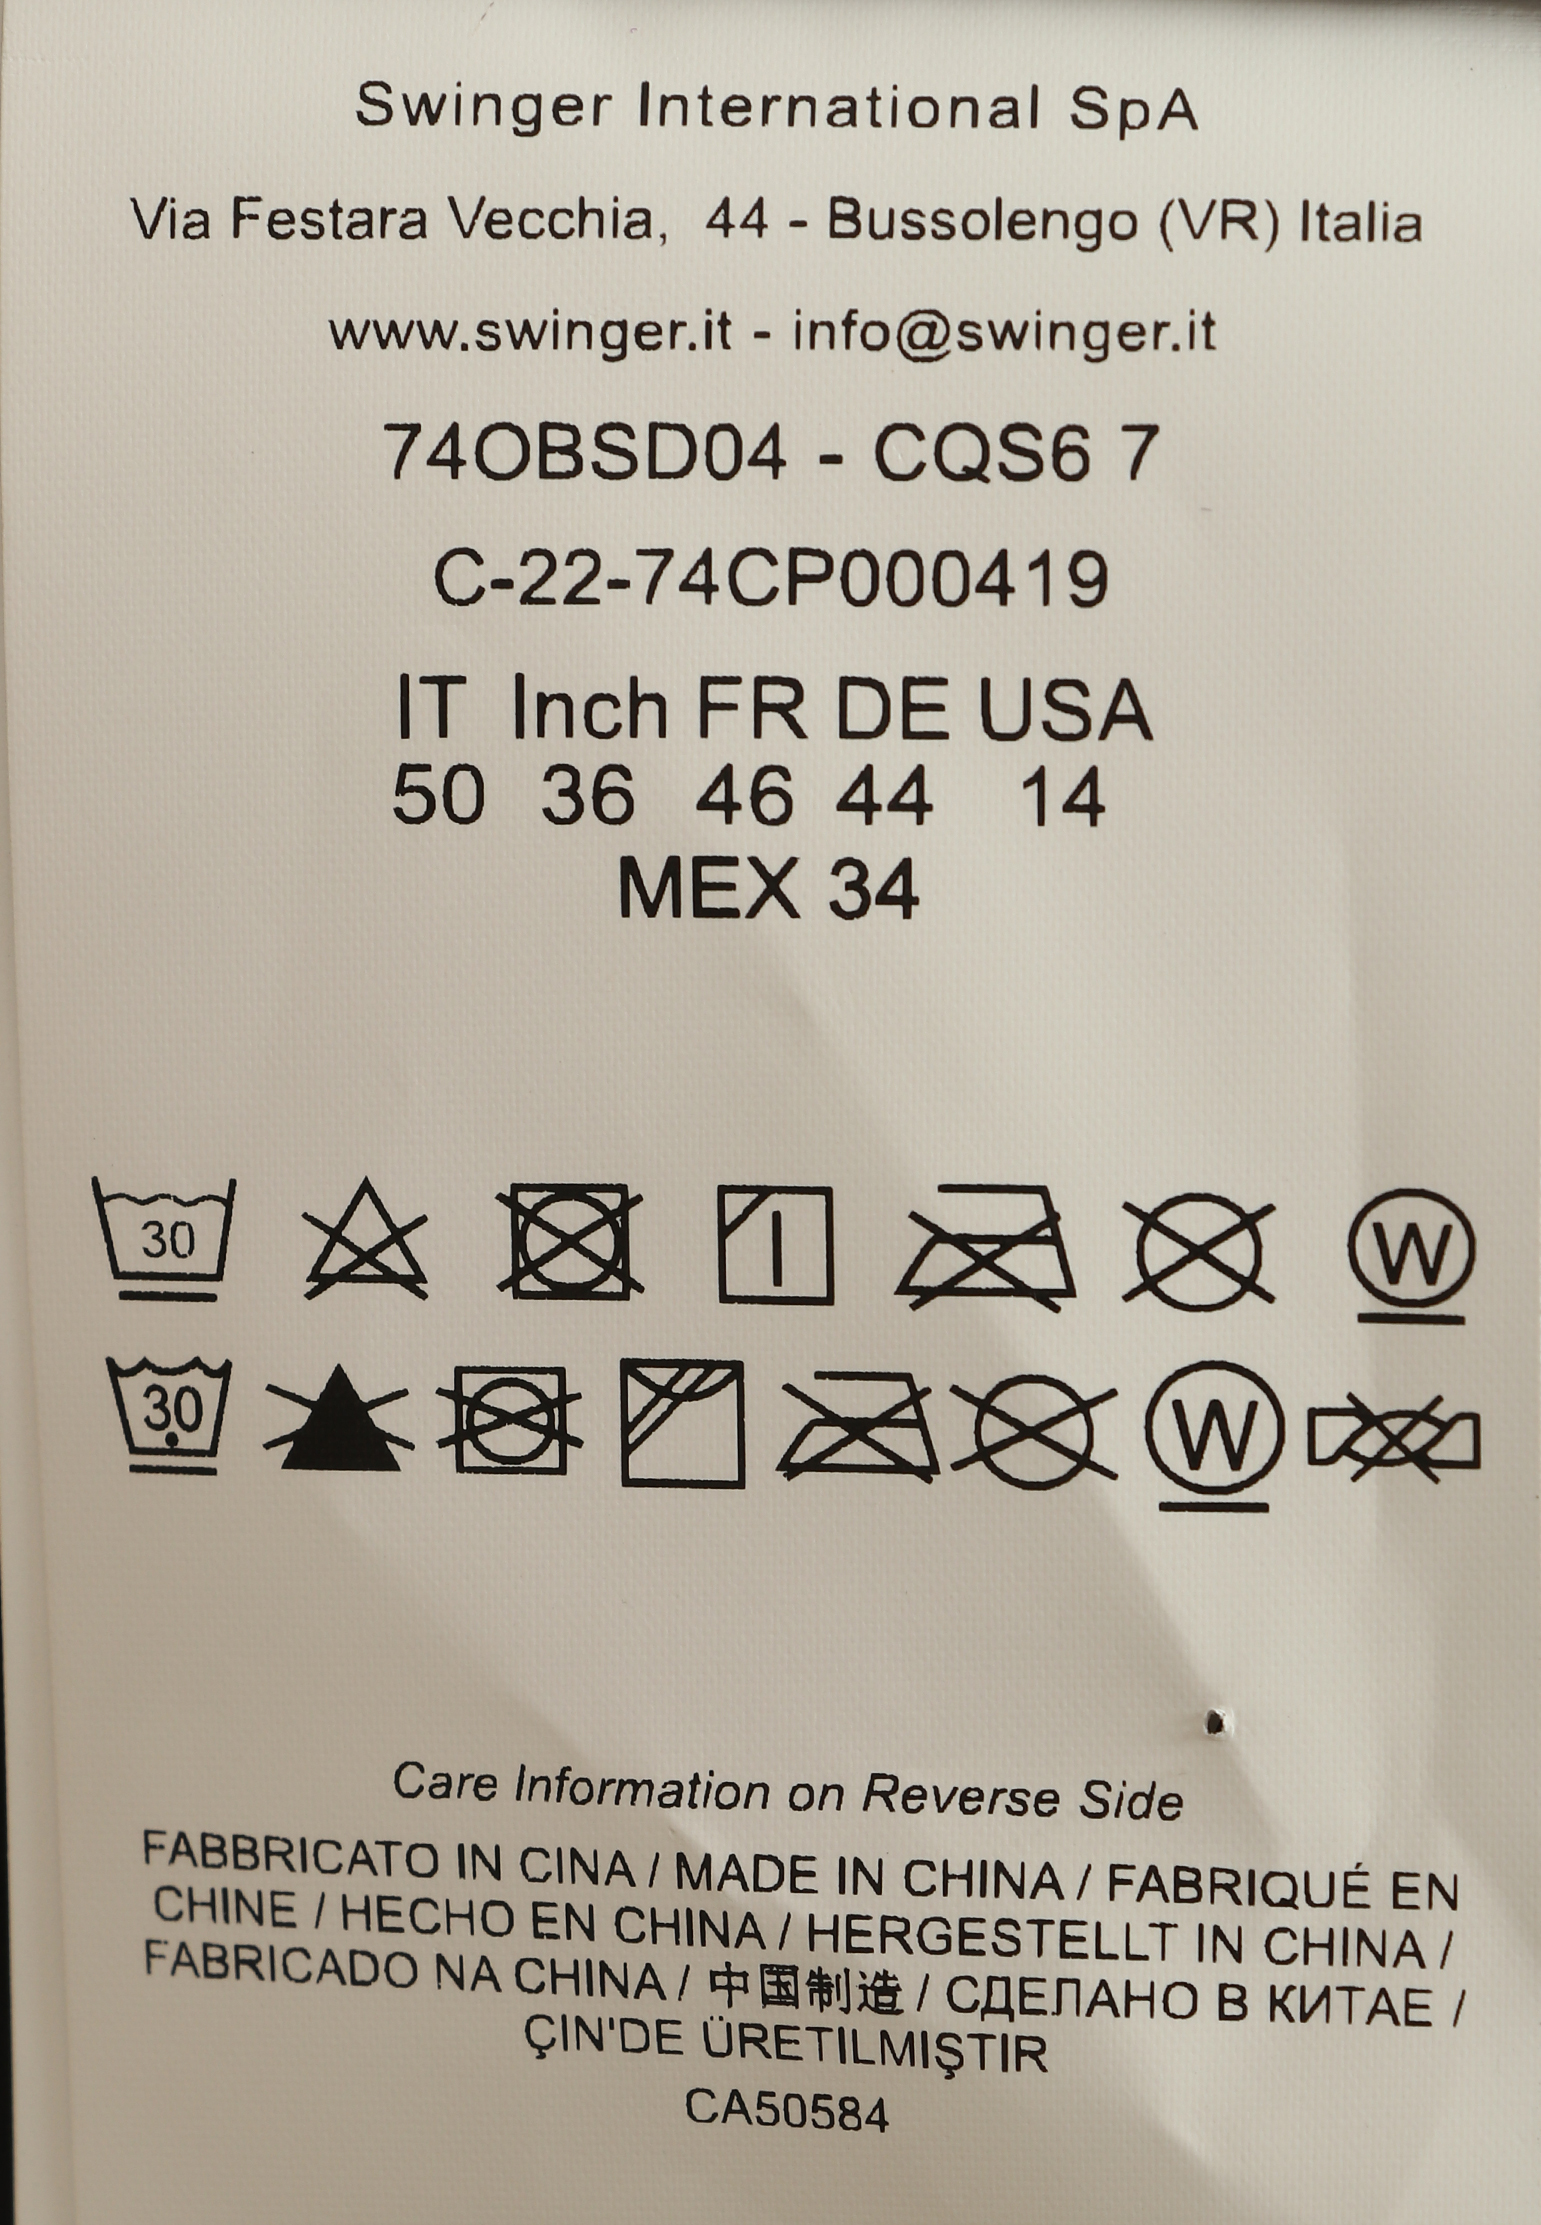 Swinger International SpA
Via Festara Vecchia, 44 - Bussolengo (VR) Italia
www.swinger.it - info@swinger.it
74OBSD04 - CQS6 7
C-22-74CP000419
IT Inch FR DE USA
50 36 46 44 14
MEX 34
30 W
30 W
Care Information on Reverse Side
FABBRICATO IN CINA / MADE IN CHINA / FABRIQUÉ EN
CHINE / HECHO EN CHINA / HERGESTELLT IN CHINA /
FABRICADO NA CHINA / 中国制造 / СДЕЛАНО В КИТАЕ /
ÇIN'DE ÜRETILMIŞTIR
CA50584